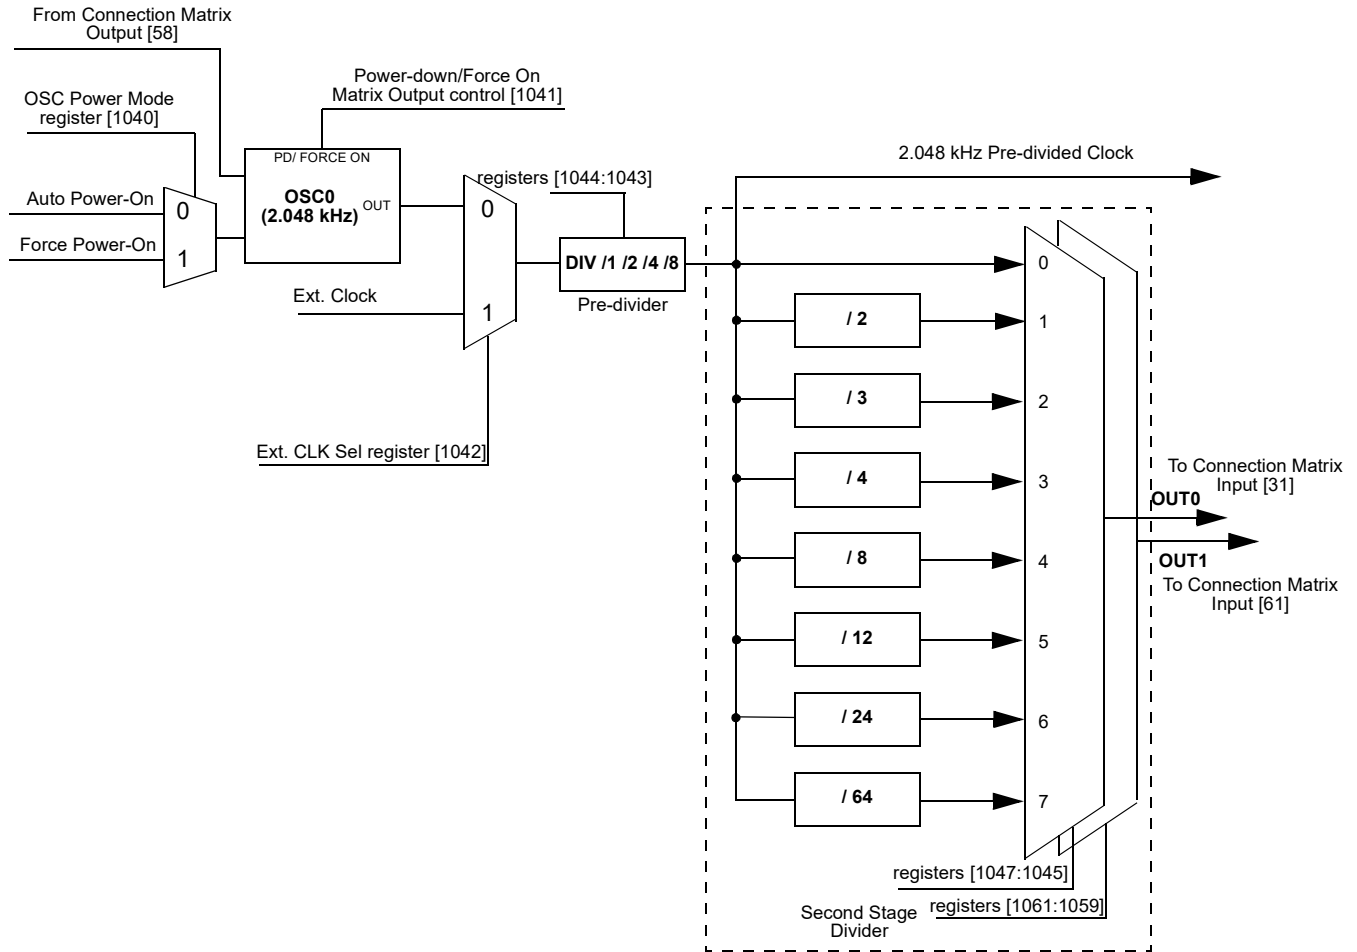 From Connection Matrix
Output [58]
Power-down/Force On
Matrix Output control [1041]
OSC Power Mode
register [1040]
PD/ FORCE ON
OSC0
(2.048 kHz)
OUT
Auto Power-On
0
Force Power-On
1
0
Ext. Clock
1
registers [1044:1043]
DIV /1 /2 /4 /8
Pre-divider
Ext. CLK Sel register [1042]
2.048 kHz Pre-divided Clock
0
/ 2
1
/ 3
2
/ 4
3
/ 8
4
/ 12
5
/ 24
6
/ 64
7
To Connection Matrix
Input [31]
OUT0
OUT1
To Connection Matrix
Input [61]
registers [1047:1045]
registers [1061:1059]
Second Stage
Divider